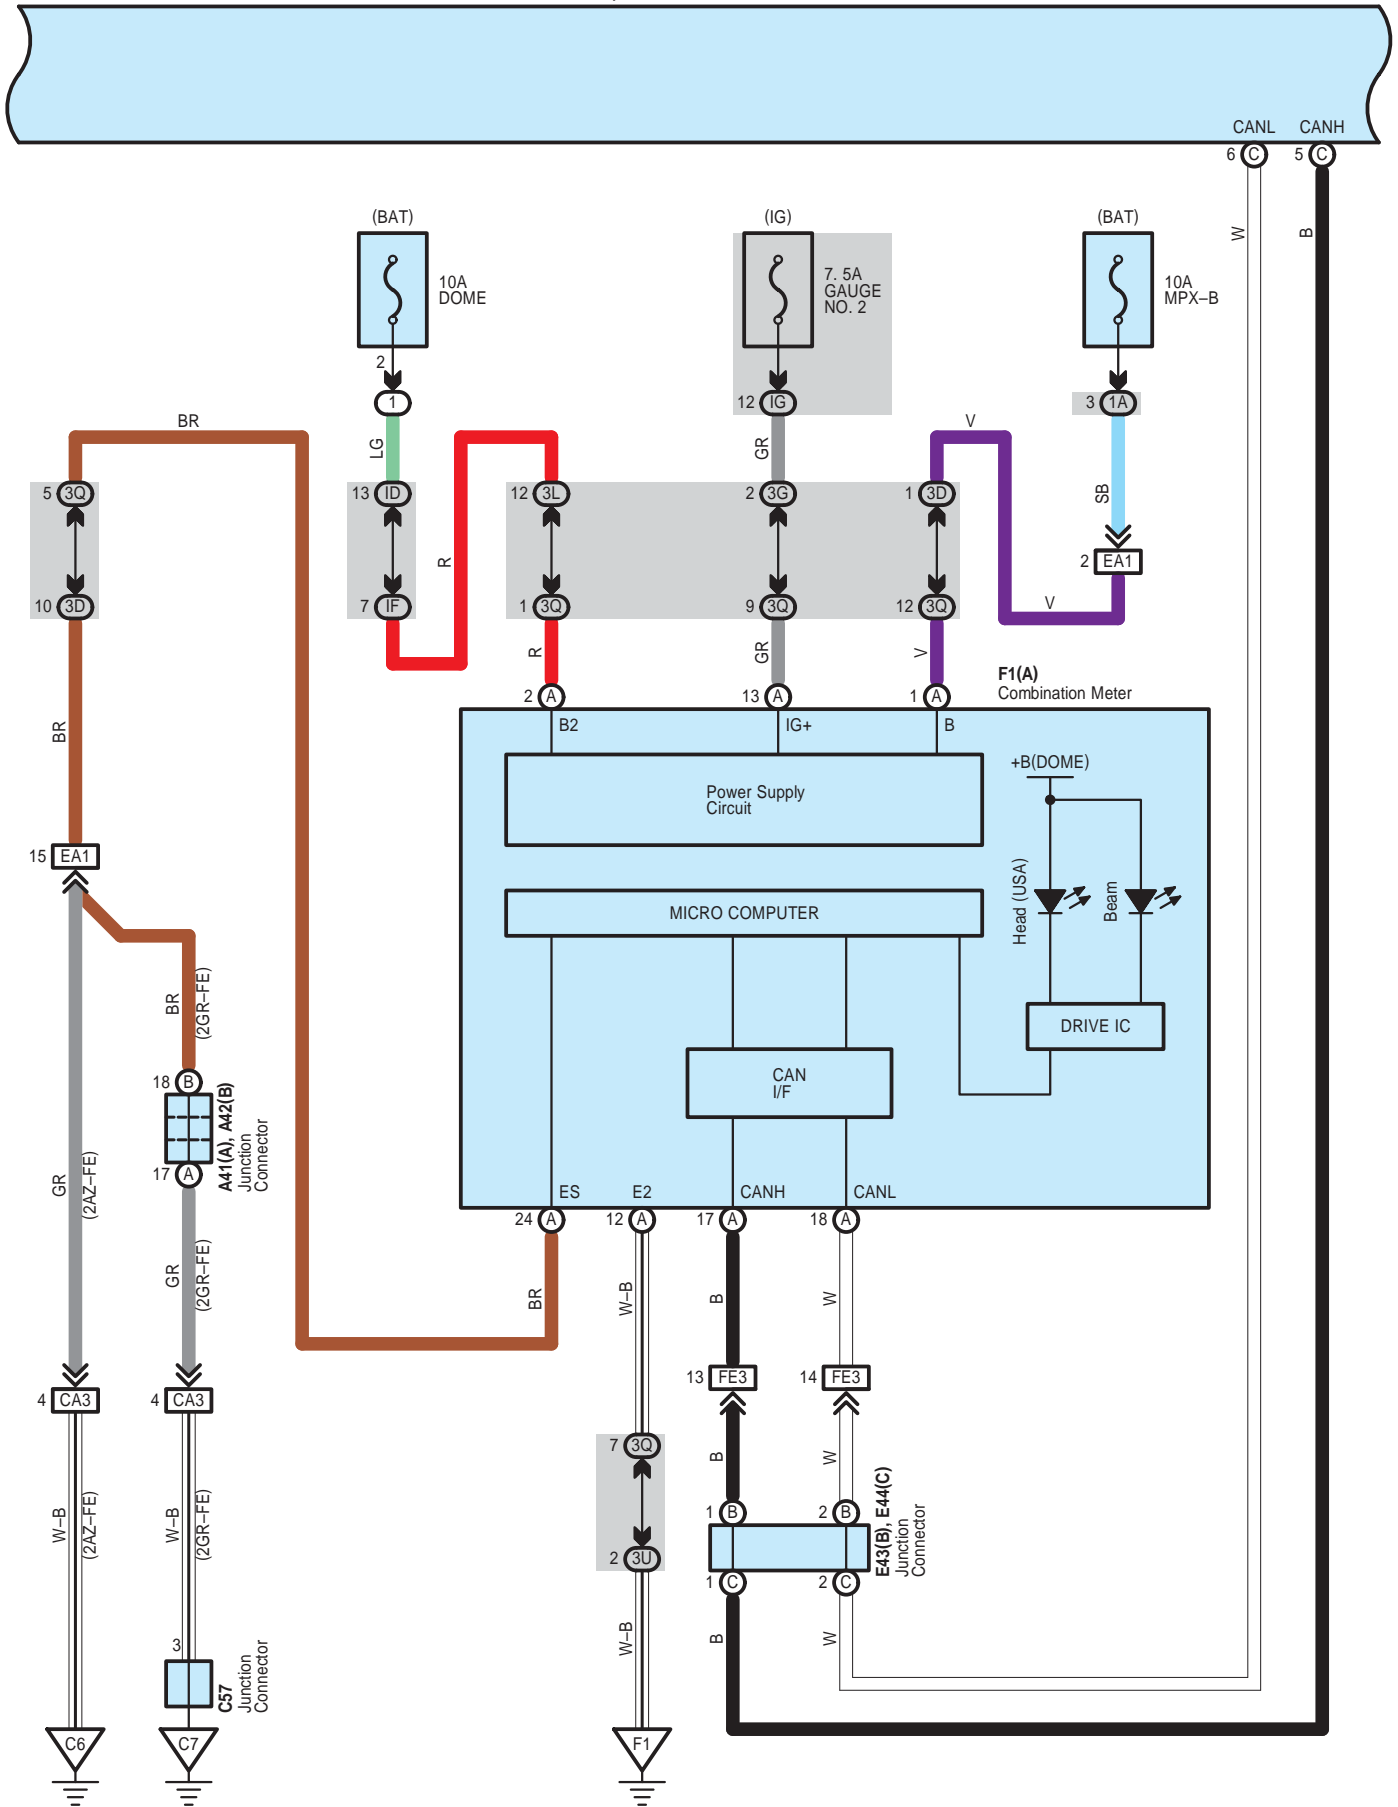 CANL CANH
6 C 5 C
W B
(BAT) (IG) (BAT)
10A
DOME
7. 5A
GAUGE
NO. 2
10A
MPX–B
2
1
12 IG
3 1A
BR
LG
GR
V
SB
5 3Q
13 ID
12 3L
2 3G
1 3D
R
2 EA1
10 3D
7 IF
1 3Q
9 3Q
12 3Q
V
R
GR
V
F1(A)
Combination Meter
2 A
13 A
1 A
B2
IG+
B
BR
+B(DOME)
Power Supply
Circuit
15 EA1
Head (USA)
Beam
MICRO COMPUTER
BR
(2GR–FE)
DRIVE IC
CAN
I/F
18 B
A41(A), A42(B)
Junction
Connector
17 A
GR
(2AZ–FE)
GR
(2GR–FE)
ES
E2
CANH
CANL
24 A
12 A
17 A
18 A
BR
W–B
B
W
13 FE3
14 FE3
4 CA3
4 CA3
7 3Q
B
W
W–B
(2AZ–FE)
W–B
(2GR–FE)
1 B
2 B
E43(B), E44(C)
Junction
Connector
2 3U
1 C
2 C
W–B
B
W
3
C57
Junction
Connector
C6
C7
F1